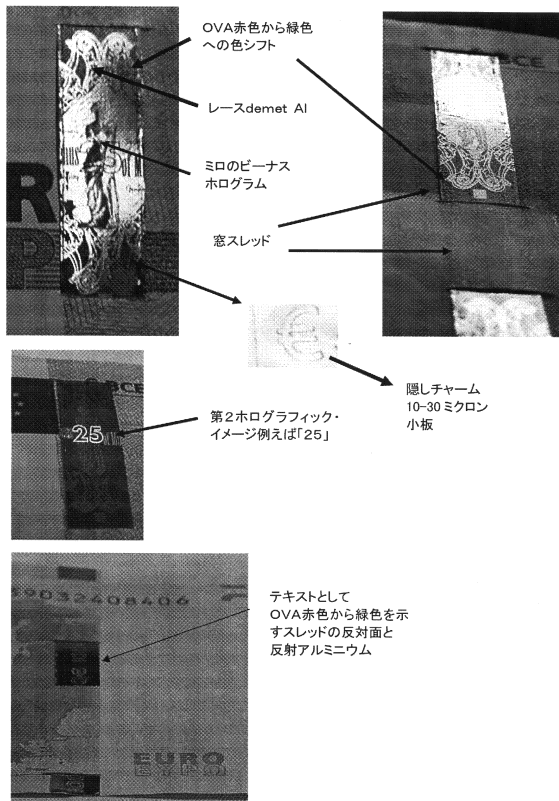 OVA赤色から緑色
への色シフト
BCE
レースdemet Al
ミロのビーナス
ホログラム
窓スレッド
隠しチャーム
10-30ミクロン
小板
BCE
25
第2ホログラフィック・
イメージ例えば「25」
39032408406
テキストとして
OVA赤色から緑色を示
すスレッドの反対面と
反射アルミニウム
EURO
ΕΥΡΩ